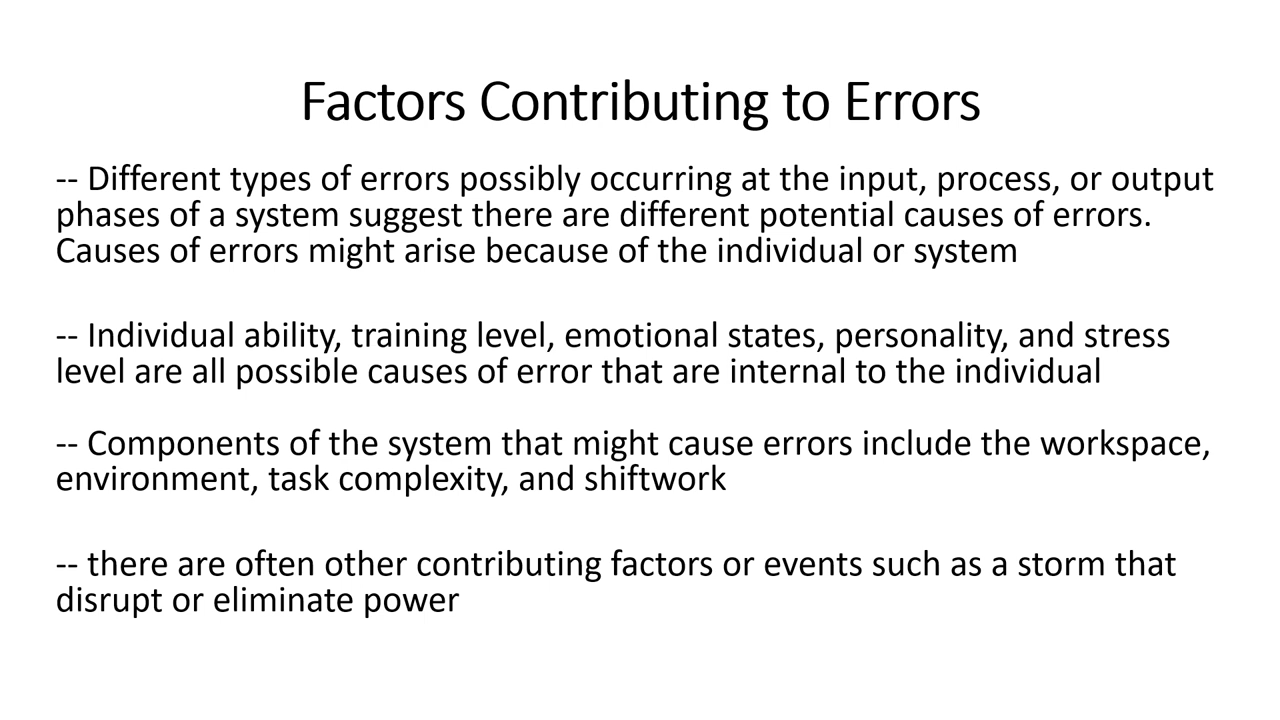 Factors Contributing to Errors
-- Different types of errors possibly occurring at the input, process, or output
phases of a system suggest there are different potential causes of errors.
Causes of errors might arise because of the individual or system
-- Individual ability, training level, emotional states, personality, and stress
level are all possible causes of error that are internal to the individual
-- Components of the system that might cause errors include the workspace,
environment, task complexity, and shiftwork
-- there are often other contributing factors or events such as a storm that
disrupt or eliminate power